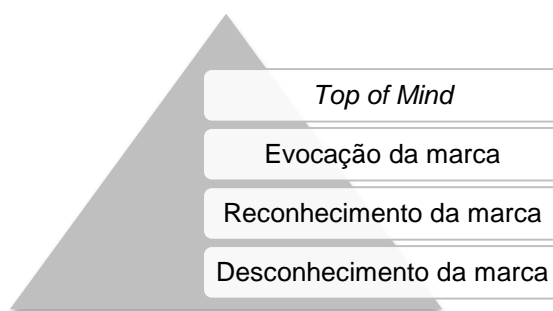 Top of Mind
Evocação da marca
Reconhecimento da marca
Desconhecimento da marca